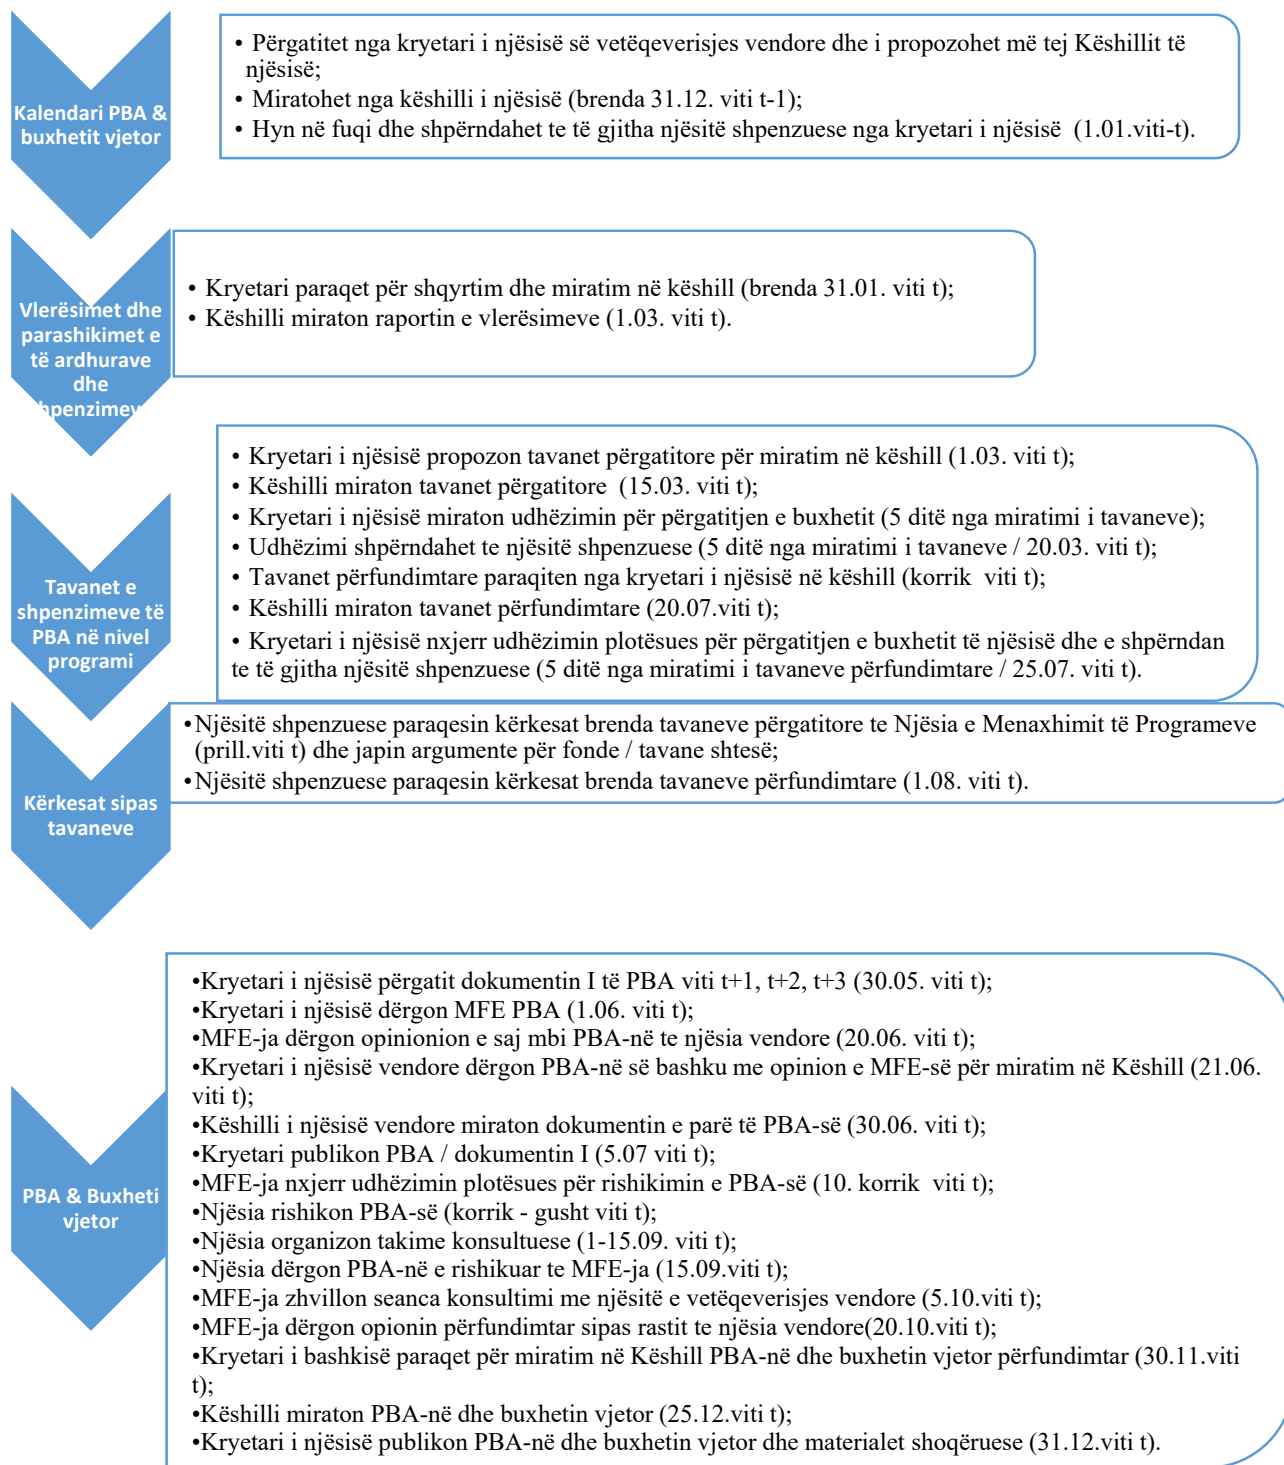 Kalendari PBA &
buxhetit vjetor
• Përgatitet nga kryetari i njësisë së vetëqeverisjes vendore dhe i propozohet më tej Këshillit të
njësisë;
• Miratohet nga këshilli i njësisë (brenda 31.12. viti t-1);
• Hyn në fuqi dhe shpërndahet te të gjitha njësitë shpenzuese nga kryetari i njësisë (1.01.viti-t).
Vlerësimet dhe
parashikimet e
të ardhurave
dhe
hpenzimev
• Kryetari paraqet për shqyrtim dhe miratim në këshill (brenda 31.01. viti t);
• Këshilli miraton raportin e vlerësimeve (1.03. viti t).
Tavanet e
shpenzimeve të
PBA në nivel
programi
• Kryetari i njësisë propozon tavanet përgatitore për miratim në këshill (1.03. viti t);
• Këshilli miraton tavanet përgatitore (15.03. viti t);
• Kryetari i njësisë miraton udhëzimin për përgatitjen e buxhetit (5 ditë nga miratimi i tavaneve);
• Udhëzimi shpërndahet te njësitë shpenzuese (5 ditë nga miratimi i tavaneve / 20.03. viti t);
• Tavanet përfundimtare paraqiten nga kryetari i njësisë në këshill (korrik viti t);
• Këshilli miraton tavanet përfundimtare (20.07.viti t);
• Kryetari i njësisë nxjerr udhëzimin plotësues për përgatitjen e buxhetit të njësisë dhe e shpërndan
te të gjitha njësitë shpenzuese (5 ditë nga miratimi i tavaneve përfundimtare / 25.07. viti t).
Kërkesat sipas
tavaneve
•Njësitë shpenzuese paraqesin kërkesat brenda tavaneve përgatitore te Njësia e Menaxhimit të Programeve
(prill.viti t) dhe japin argumente për fonde / tavane shtesë;
•Njësitë shpenzuese paraqesin kërkesat brenda tavaneve përfundimtare (1.08. viti t).
PBA & Buxheti
vjetor
•Kryetari i njësisë përgatit dokumentin I të PBA viti t+1, t+2, t+3 (30.05. viti t);
•Kryetari i njësisë dërgon MFE PBA (1.06. viti t);
•MFE-ja dërgon opinionion e saj mbi PBA-në te njësia vendore (20.06. viti t);
•Kryetari i njësisë vendore dërgon PBA-në së bashku me opinion e MFE-së për miratim në Këshill (21.06.
viti t);
•Këshilli i njësisë vendore miraton dokumentin e parë të PBA-së (30.06. viti t);
•Kryetari publikon PBA / dokumentin I (5.07 viti t);
•MFE-ja nxjerr udhëzimin plotësues për rishikimin e PBA-së (10. korrik viti t);
•Njësia rishikon PBA-së (korrik - gusht viti t);
•Njësia organizon takime konsultuese (1-15.09. viti t);
•Njësia dërgon PBA-në e rishikuar te MFE-ja (15.09.viti t);
•MFE-ja zhvillon seanca konsultimi me njësitë e vetëqeverisjes vendore (5.10.viti t);
•MFE-ja dërgon opionin përfundimtar sipas rastit te njësia vendore(20.10.viti t);
•Kryetari i bashkisë paraqet për miratim në Këshill PBA-në dhe buxhetin vjetor përfundimtar (30.11.viti
t);
•Këshilli miraton PBA-në dhe buxhetin vjetor (25.12.viti t);
•Kryetari i njësisë publikon PBA-në dhe buxhetin vjetor dhe materialet shoqëruese (31.12.viti t).